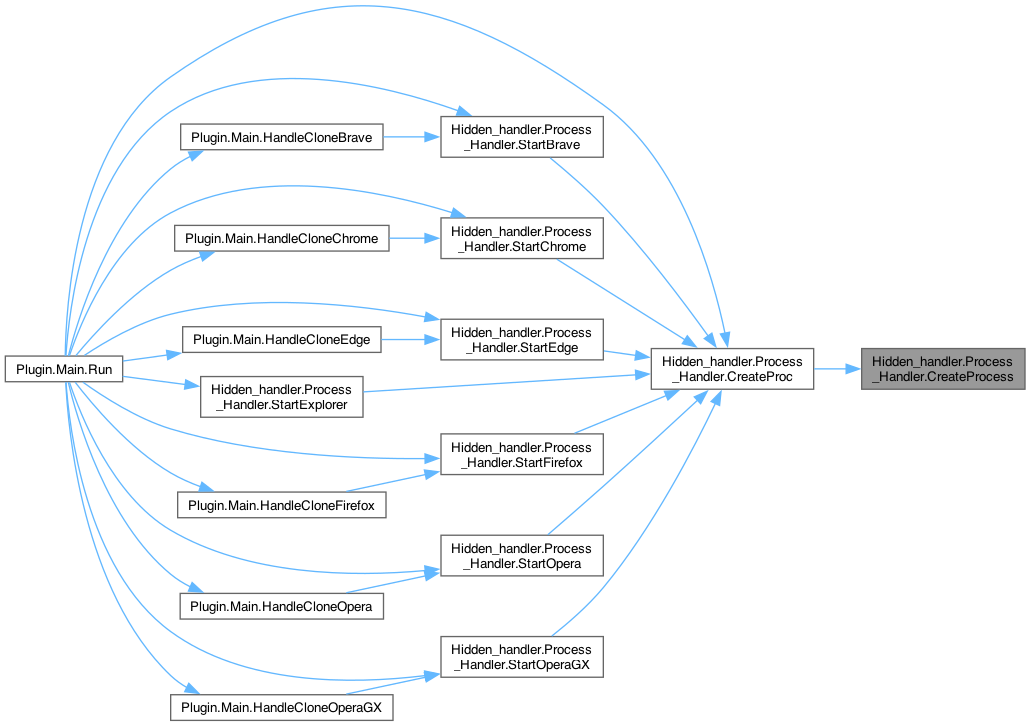 Plugin.Main.HandleCloneBrave
Hidden_handler.Process
_Handler.StartBrave
Plugin.Main.HandleCloneChrome
Hidden_handler.Process
_Handler.StartChrome
Plugin.Main.HandleCloneEdge
Hidden_handler.Process
_Handler.StartEdge
Plugin.Main.Run
Hidden_handler.Process
_Handler.StartExplorer
Hidden_handler.Process
_Handler.CreateProc
Hidden_handler.Process
_Handler.CreateProcess
Hidden_handler.Process
_Handler.StartFirefox
Plugin.Main.HandleCloneFirefox
Hidden_handler.Process
_Handler.StartOpera
Plugin.Main.HandleCloneOpera
Hidden_handler.Process
_Handler.StartOperaGX
Plugin.Main.HandleCloneOperaGX